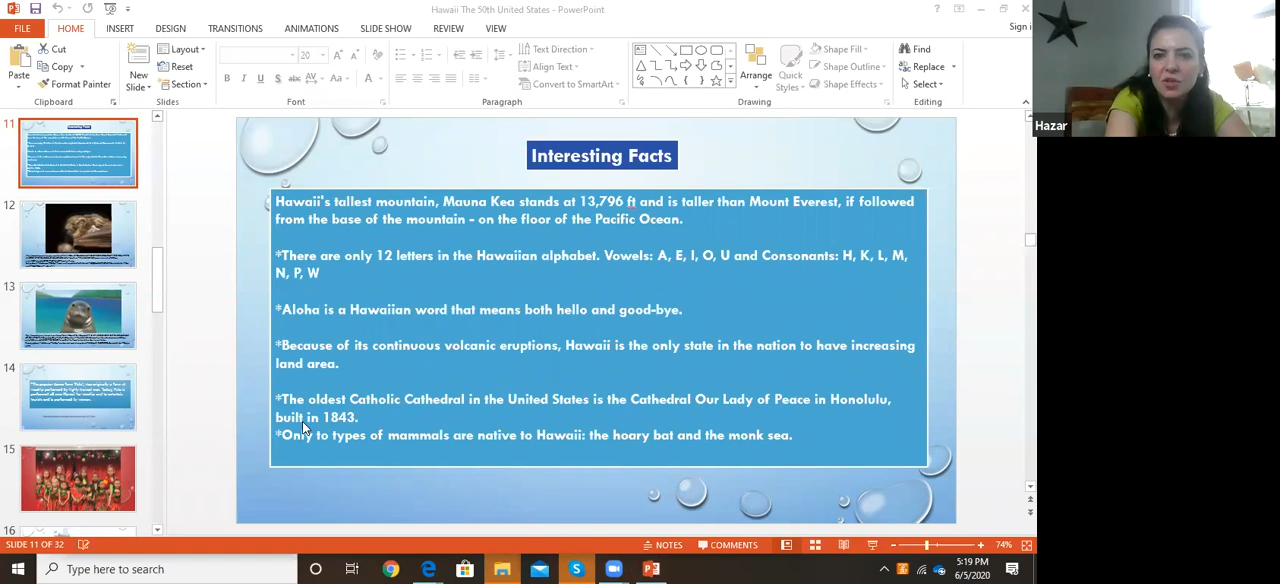 Hawaii The 50th United States - PowerPoint
Sign in
FILE HOME INSERT DESIGN TRANSITIONS ANIMATIONS SLIDE SHOW REVIEW VIEW
Cut
Copy
Format Painter
Paste
Clipboard
New Slide
Layout
Reset
Section
Slides
20
B I U S abc AV Aa A
Font
Text Direction
Align Text
Convert to SmartArt
Paragraph
Arrange
Quick Styles
Shape Fill
Shape Outline
Shape Effects
Drawing
Find
Replace
Select
Editing
Hazar
11
12
13
14
15
16
Interesting Facts
Hawaii's tallest mountain, Mauna Kea stands at 13,796 ft and is taller than Mount Everest, if followed
from the base of the mountain - on the floor of the Pacific Ocean.
*There are only 12 letters in the Hawaiian alphabet. Vowels: A, E, I, O, U and Consonants: H, K, L, M,
N, P, W
*Aloha is a Hawaiian word that means both hello and good-bye.
*Because of its continuous volcanic eruptions, Hawaii is the only state in the nation to have increasing
land area.
*The oldest Catholic Cathedral in the United States is the Cathedral Our Lady of Peace in Honolulu,
built in 1843.
*Only to types of mammals are native to Hawaii: the hoary bat and the monk sea.
SLIDE 11 OF 32
NOTES COMMENTS 74%
Type here to search
5:19 PM
6/5/2020